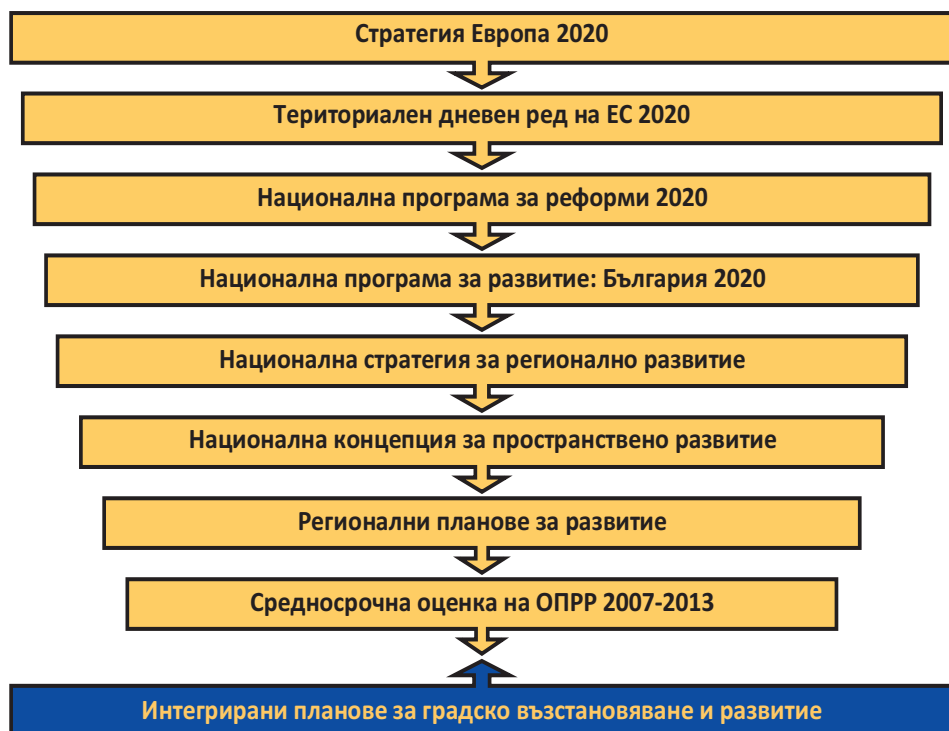 Стратегия Европа 2020
Териториален дневен ред на ЕС 2020
Национална програма за реформи 2020
Национална програма за развитие: България 2020
Национална стратегия за регионално развитие
Национална концепция за пространствено развитие
Регионални планове за развитие
Средносрочна оценка на ОПРР 2007-2013
Интегрирани планове за градско възстановяване и развитие